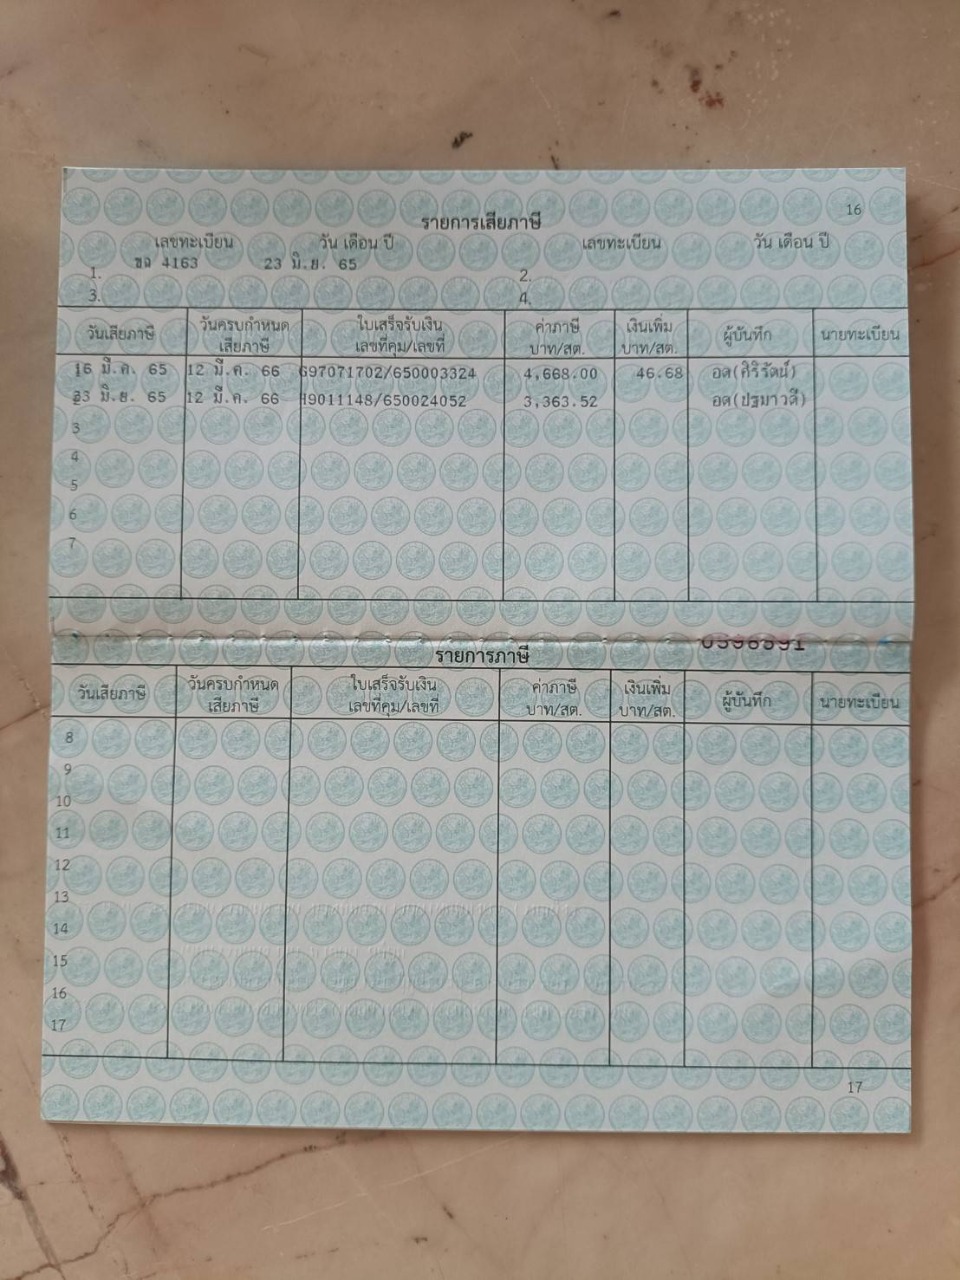 16
รายการเสียภาษี
เลขทะเบียน วัน เดือน ปี เลขทะเบียน วัน เดือน ปี
1. ขฉ 4163 23 มิ.ย. 65 2.
3. 4.
วันเสียภาษี วันครบกำหนด เสียภาษี ใบเสร็จรับเงิน เลขที่คุม/เลขที่ ค่าภาษี บาท/สต. เงินเพิ่ม บาท/สต. ผู้บันทึก นายทะเบียน
16 มี.ค. 65 12 มี.ค. 66 G97071702/650003324 4,668.00 46.68 อด(ศิริรัตน์)
23 มิ.ย. 65 12 มี.ค. 66 H9011148/650024052 3,363.52 อด(ปฐมาวดี)
3
4
5
6
7
0398591
รายการภาษี
วันเสียภาษี วันครบกำหนด เสียภาษี ใบเสร็จรับเงิน เลขที่คุม/เลขที่ ค่าภาษี บาท/สต. เงินเพิ่ม บาท/สต. ผู้บันทึก นายทะเบียน
8
9
10
11
12
13
14
15
16
17
17